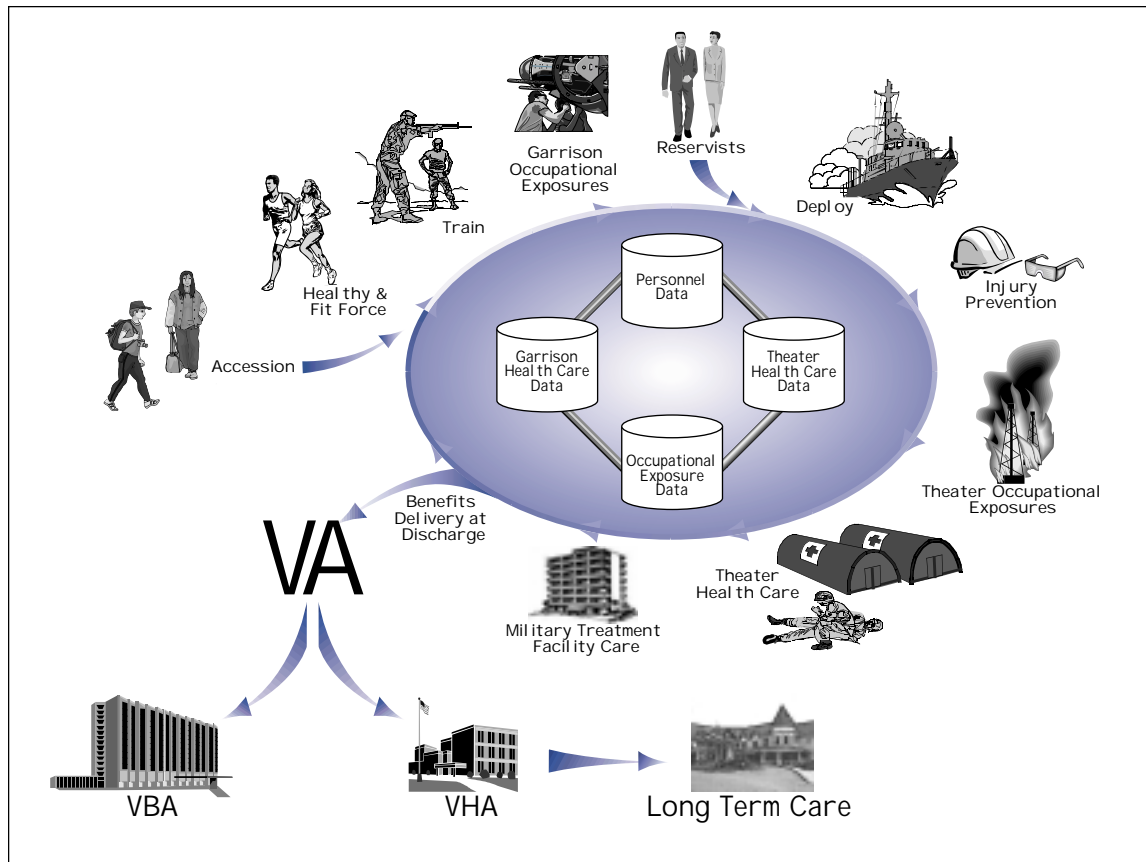 Reservists
Garrison
Occupational
Exposures
Deploy
Train
Injury
Prevention
Healthy &
Fit Force
Accession
Personnel
Data
Garrison
Health Care
Data
Theater
Health Care
Data
Occupational
Exposure
Data
Theater Occupational
Exposures
Benefits
Delivery at
Discharge
VA
Theater
Health Care
Military Treatment
Facility Care
VBA
VHA
Long Term Care